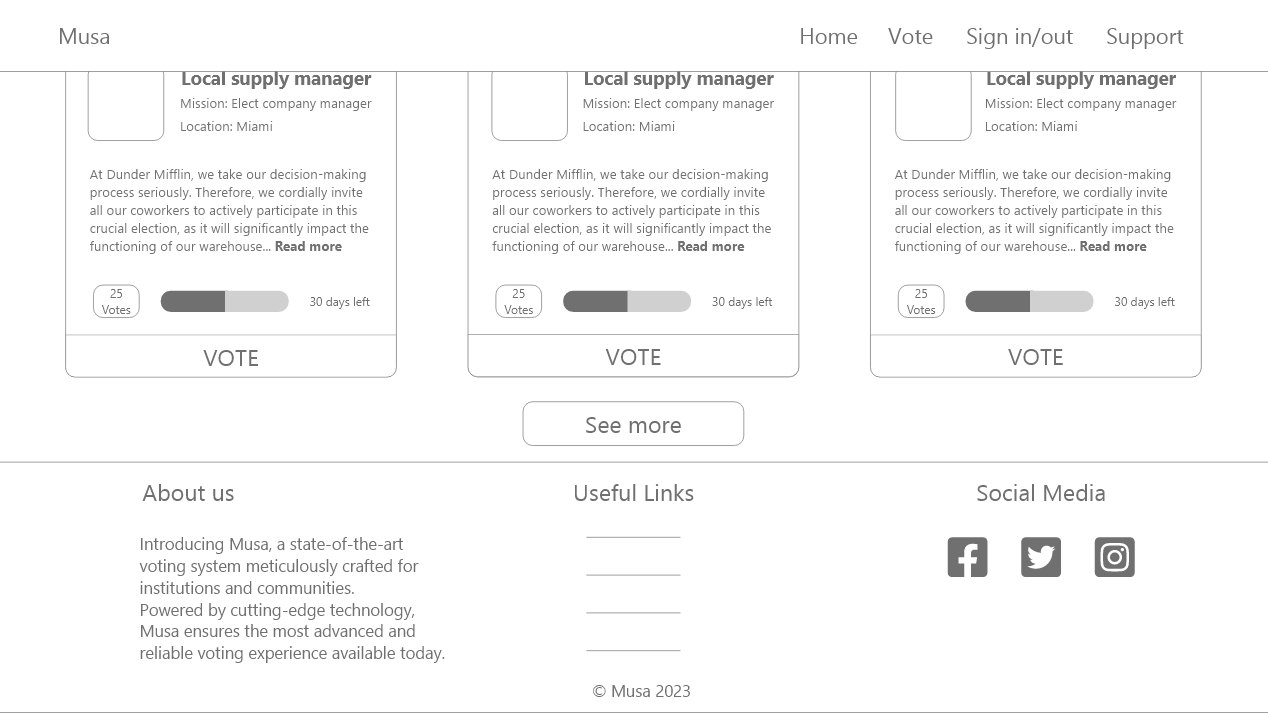 Musa
Home Vote Sign in/out Support
Local supply manager
Mission: Elect company manager
Location: Miami
At Dunder Mifflin, we take our decision-making
process seriously. Therefore, we cordially invite
all our coworkers to actively participate in this
crucial election, as it will significantly impact the
functioning of our warehouse... Read more
25
Votes
30 days left
VOTE
Local supply manager
Mission: Elect company manager
Location: Miami
At Dunder Mifflin, we take our decision-making
process seriously. Therefore, we cordially invite
all our coworkers to actively participate in this
crucial election, as it will significantly impact the
functioning of our warehouse... Read more
25
Votes
30 days left
VOTE
Local supply manager
Mission: Elect company manager
Location: Miami
At Dunder Mifflin, we take our decision-making
process seriously. Therefore, we cordially invite
all our coworkers to actively participate in this
crucial election, as it will significantly impact the
functioning of our warehouse... Read more
25
Votes
30 days left
VOTE
See more
About us
Introducing Musa, a state-of-the-art
voting system meticulously crafted for
institutions and communities.
Powered by cutting-edge technology,
Musa ensures the most advanced and
reliable voting experience available today.
Useful Links
Social Media
© Musa 2023